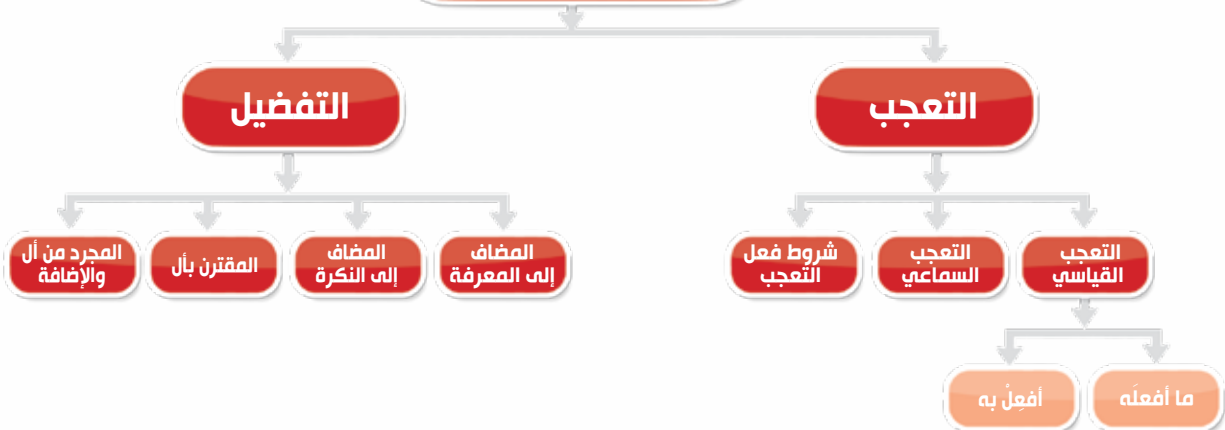 التعجب
التفضيل
التعجب
القياسي
التعجب
السماعي
شروط فعل
التعجب
المضاف
إلى المعرفة
المضاف
إلى النكرة
المقترن بأل
المجرد من أل
والإضافة
ما أفعلَه
أفعِلْ به